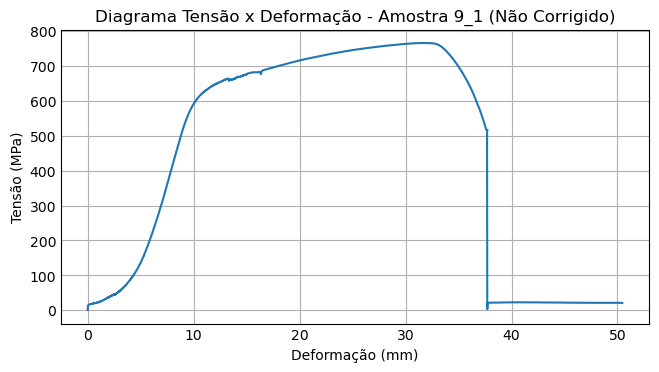 Diagrama Tensão x Deformação - Amostra 9_1 (Não Corrigido)
800
700
600
500
400
300
200
100
0
Tensão (MPa)
0 10 20 30 40 50
Deformação (mm)